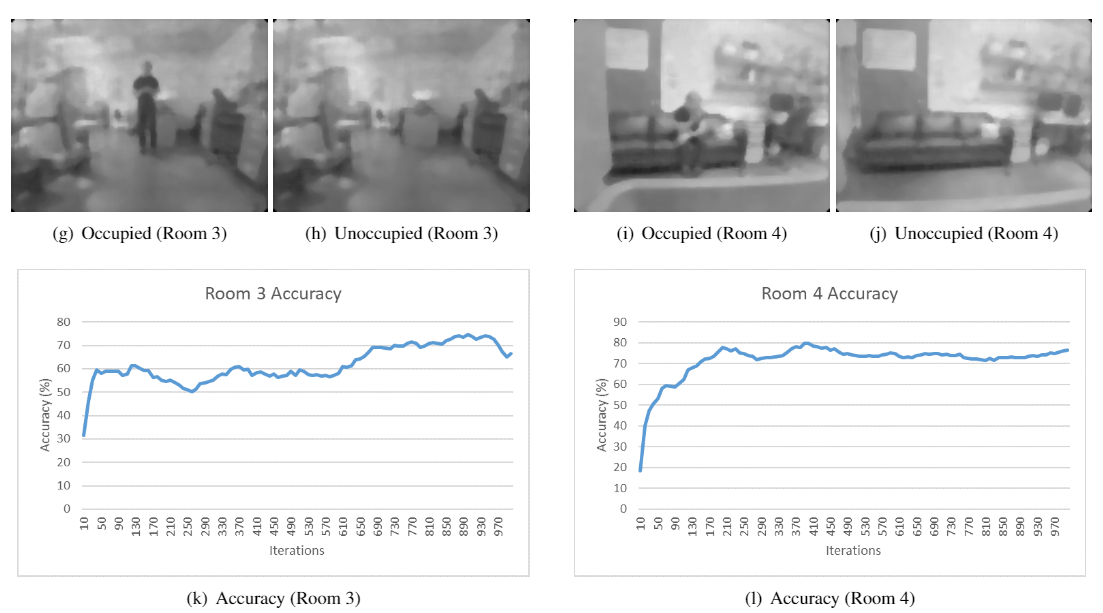 (g) Occupied (Room 3)
(h) Unoccupied (Room 3)
(i) Occupied (Room 4)
(j) Unoccupied (Room 4)
Room 3 Accuracy
80
70
60
50
40
30
20
10
0
Accuracy (%)
10 50 90 130 170 210 250 290 330 370 410 450 490 530 570 610 650 690 730 770 810 850 890 930 970
Iterations
(k) Accuracy (Room 3)
Room 4 Accuracy
90
80
70
60
50
40
30
20
10
0
Accuracy (%)
10 50 90 130 170 210 250 290 330 370 410 450 490 530 570 610 650 690 730 770 810 850 890 930 970
Iterations
(l) Accuracy (Room 4)